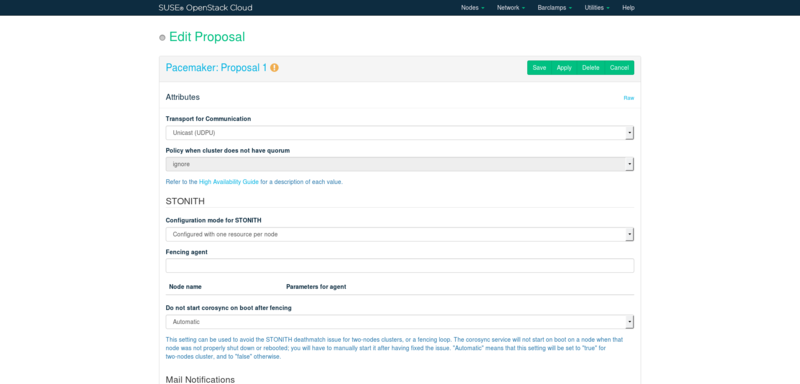 SUSE® OpenStack Cloud Nodes Network Barclamps Utilities Help
Edit Proposal
Pacemaker: Proposal 1 Save Apply Delete Cancel
Attributes Raw
Transport for Communication
Unicast (UDPU)
Policy when cluster does not have quorum
ignore
Refer to the High Availability Guide for a description of each value.
STONITH
Configuration mode for STONITH
Configured with one resource per node
Fencing agent
Node name Parameters for agent
Do not start corosync on boot after fencing
Automatic
This setting can be used to avoid the STONITH deathmatch issue for two-nodes clusters, or a fencing loop. The corosync service will not start on boot on a node when that
node was not properly shut down or rebooted; you will have to manually start it after having fixed the issue. "Automatic" means that this setting will be set to "true" for
two-nodes cluster, and to "false" otherwise.
Mail Notifications